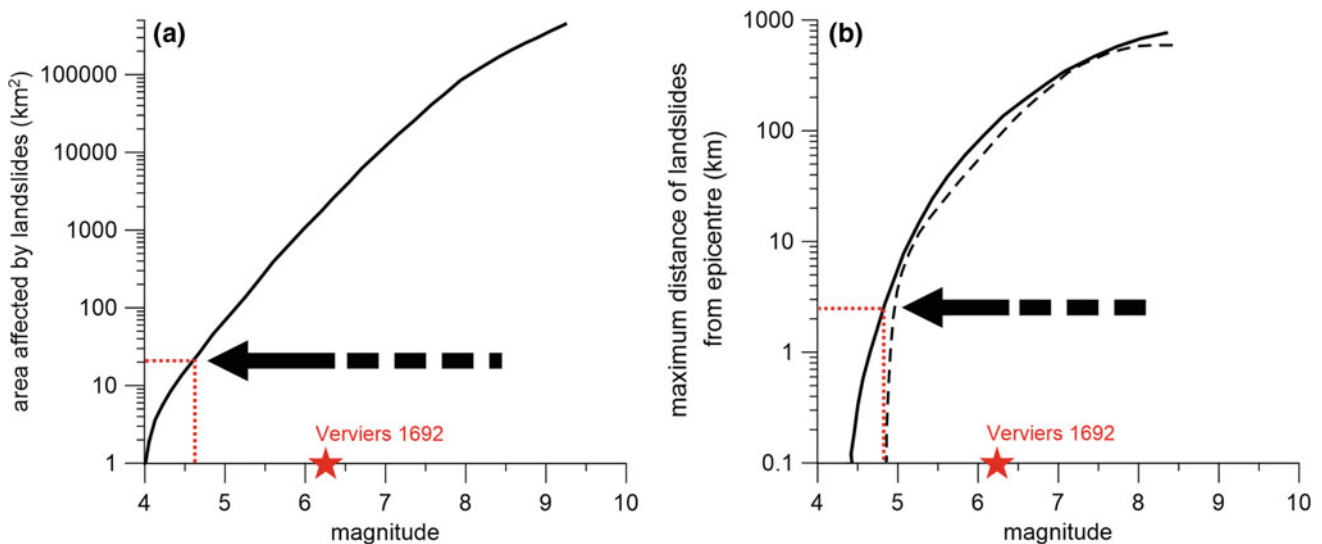 (a)
area affected by landslides (km²)
100000
10000
1000
100
10
1
Verviers 1692
4 5 6 7 8 9 10
magnitude
(b)
maximum distance of landslides
from epicentre (km)
1000
100
10
1
0.1
Verviers 1692
4 5 6 7 8 9 10
magnitude